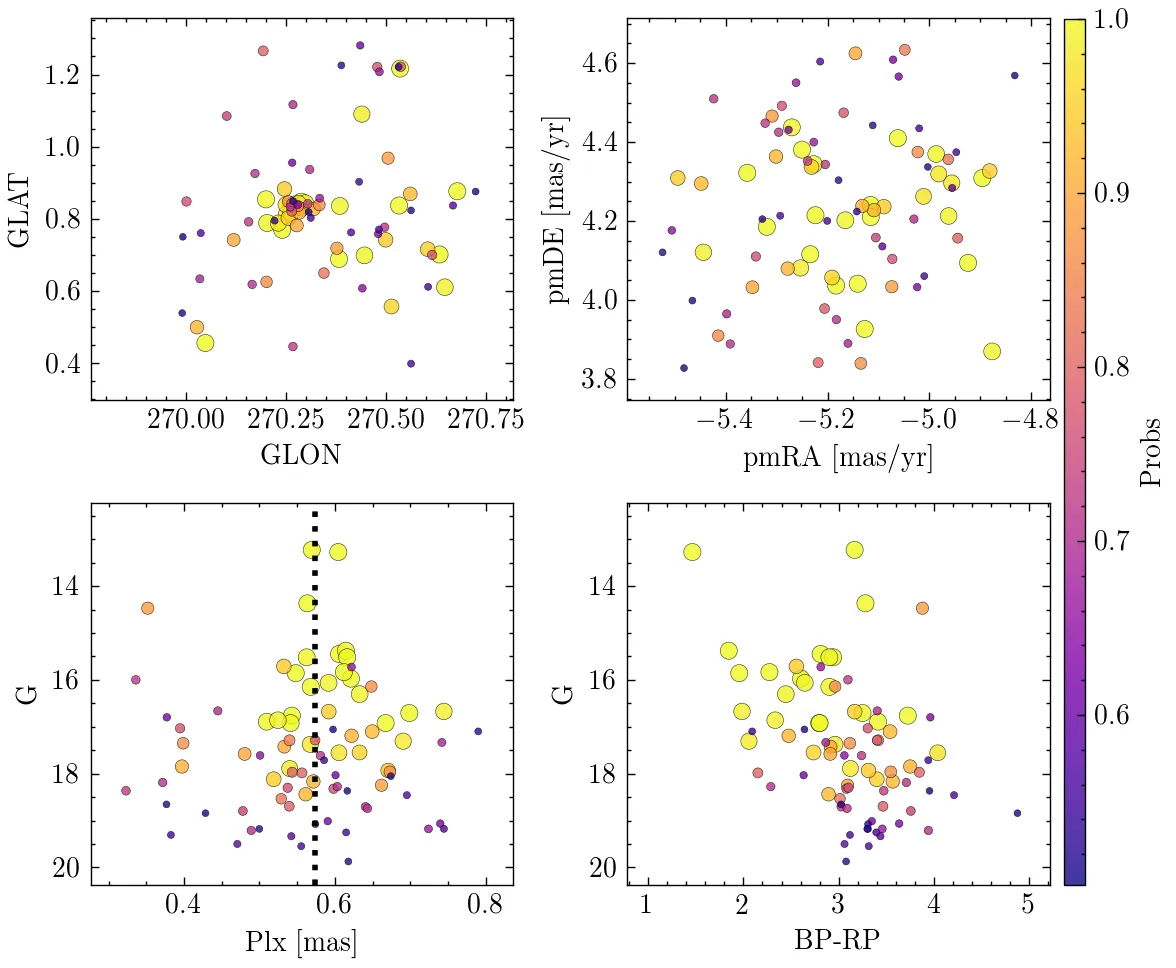 1.2
1.0
0.8
0.6
0.4
GLAT
270.00 270.25 270.50 270.75
GLON
4.6
4.4
4.2
4.0
3.8
pmDE [mas/yr]
−5.4 −5.2 −5.0 −4.8
pmRA [mas/yr]
1.0
0.9
0.8
0.7
0.6
Probs
14
16
18
20
G
0.4 0.6 0.8
Plx [mas]
14
16
18
20
G
1 2 3 4 5
BP-RP